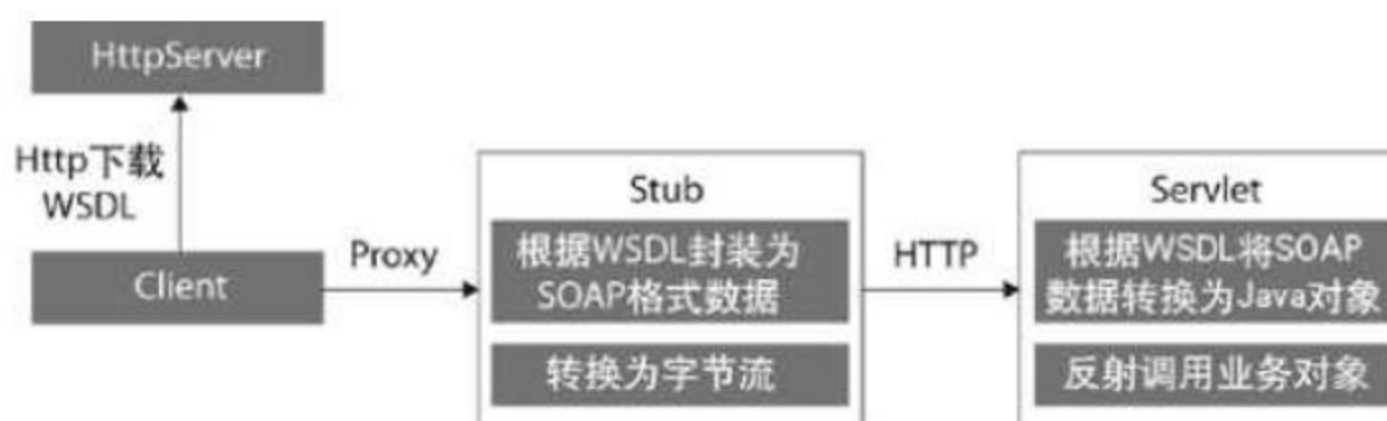 HttpServer
Http下载
WSDL
Client
Proxy
Stub
根据WSDL封装为
SOAP格式数据
转换为字节流
HTTP
Servlet
根据WSDL将SOAP
数据转换为Java对象
反射调用业务对象